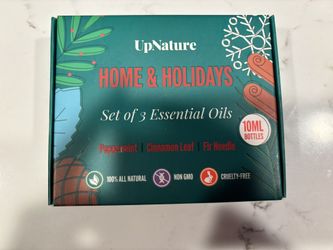 UpNature
HOME & HOLIDAYS
Set of 3 Essential Oils
Peppermint | Cinnamon Leaf | Fir Needle
10ML
BOTTLES
100% ALL NATURAL
NON GMO
CRUELTY-FREE